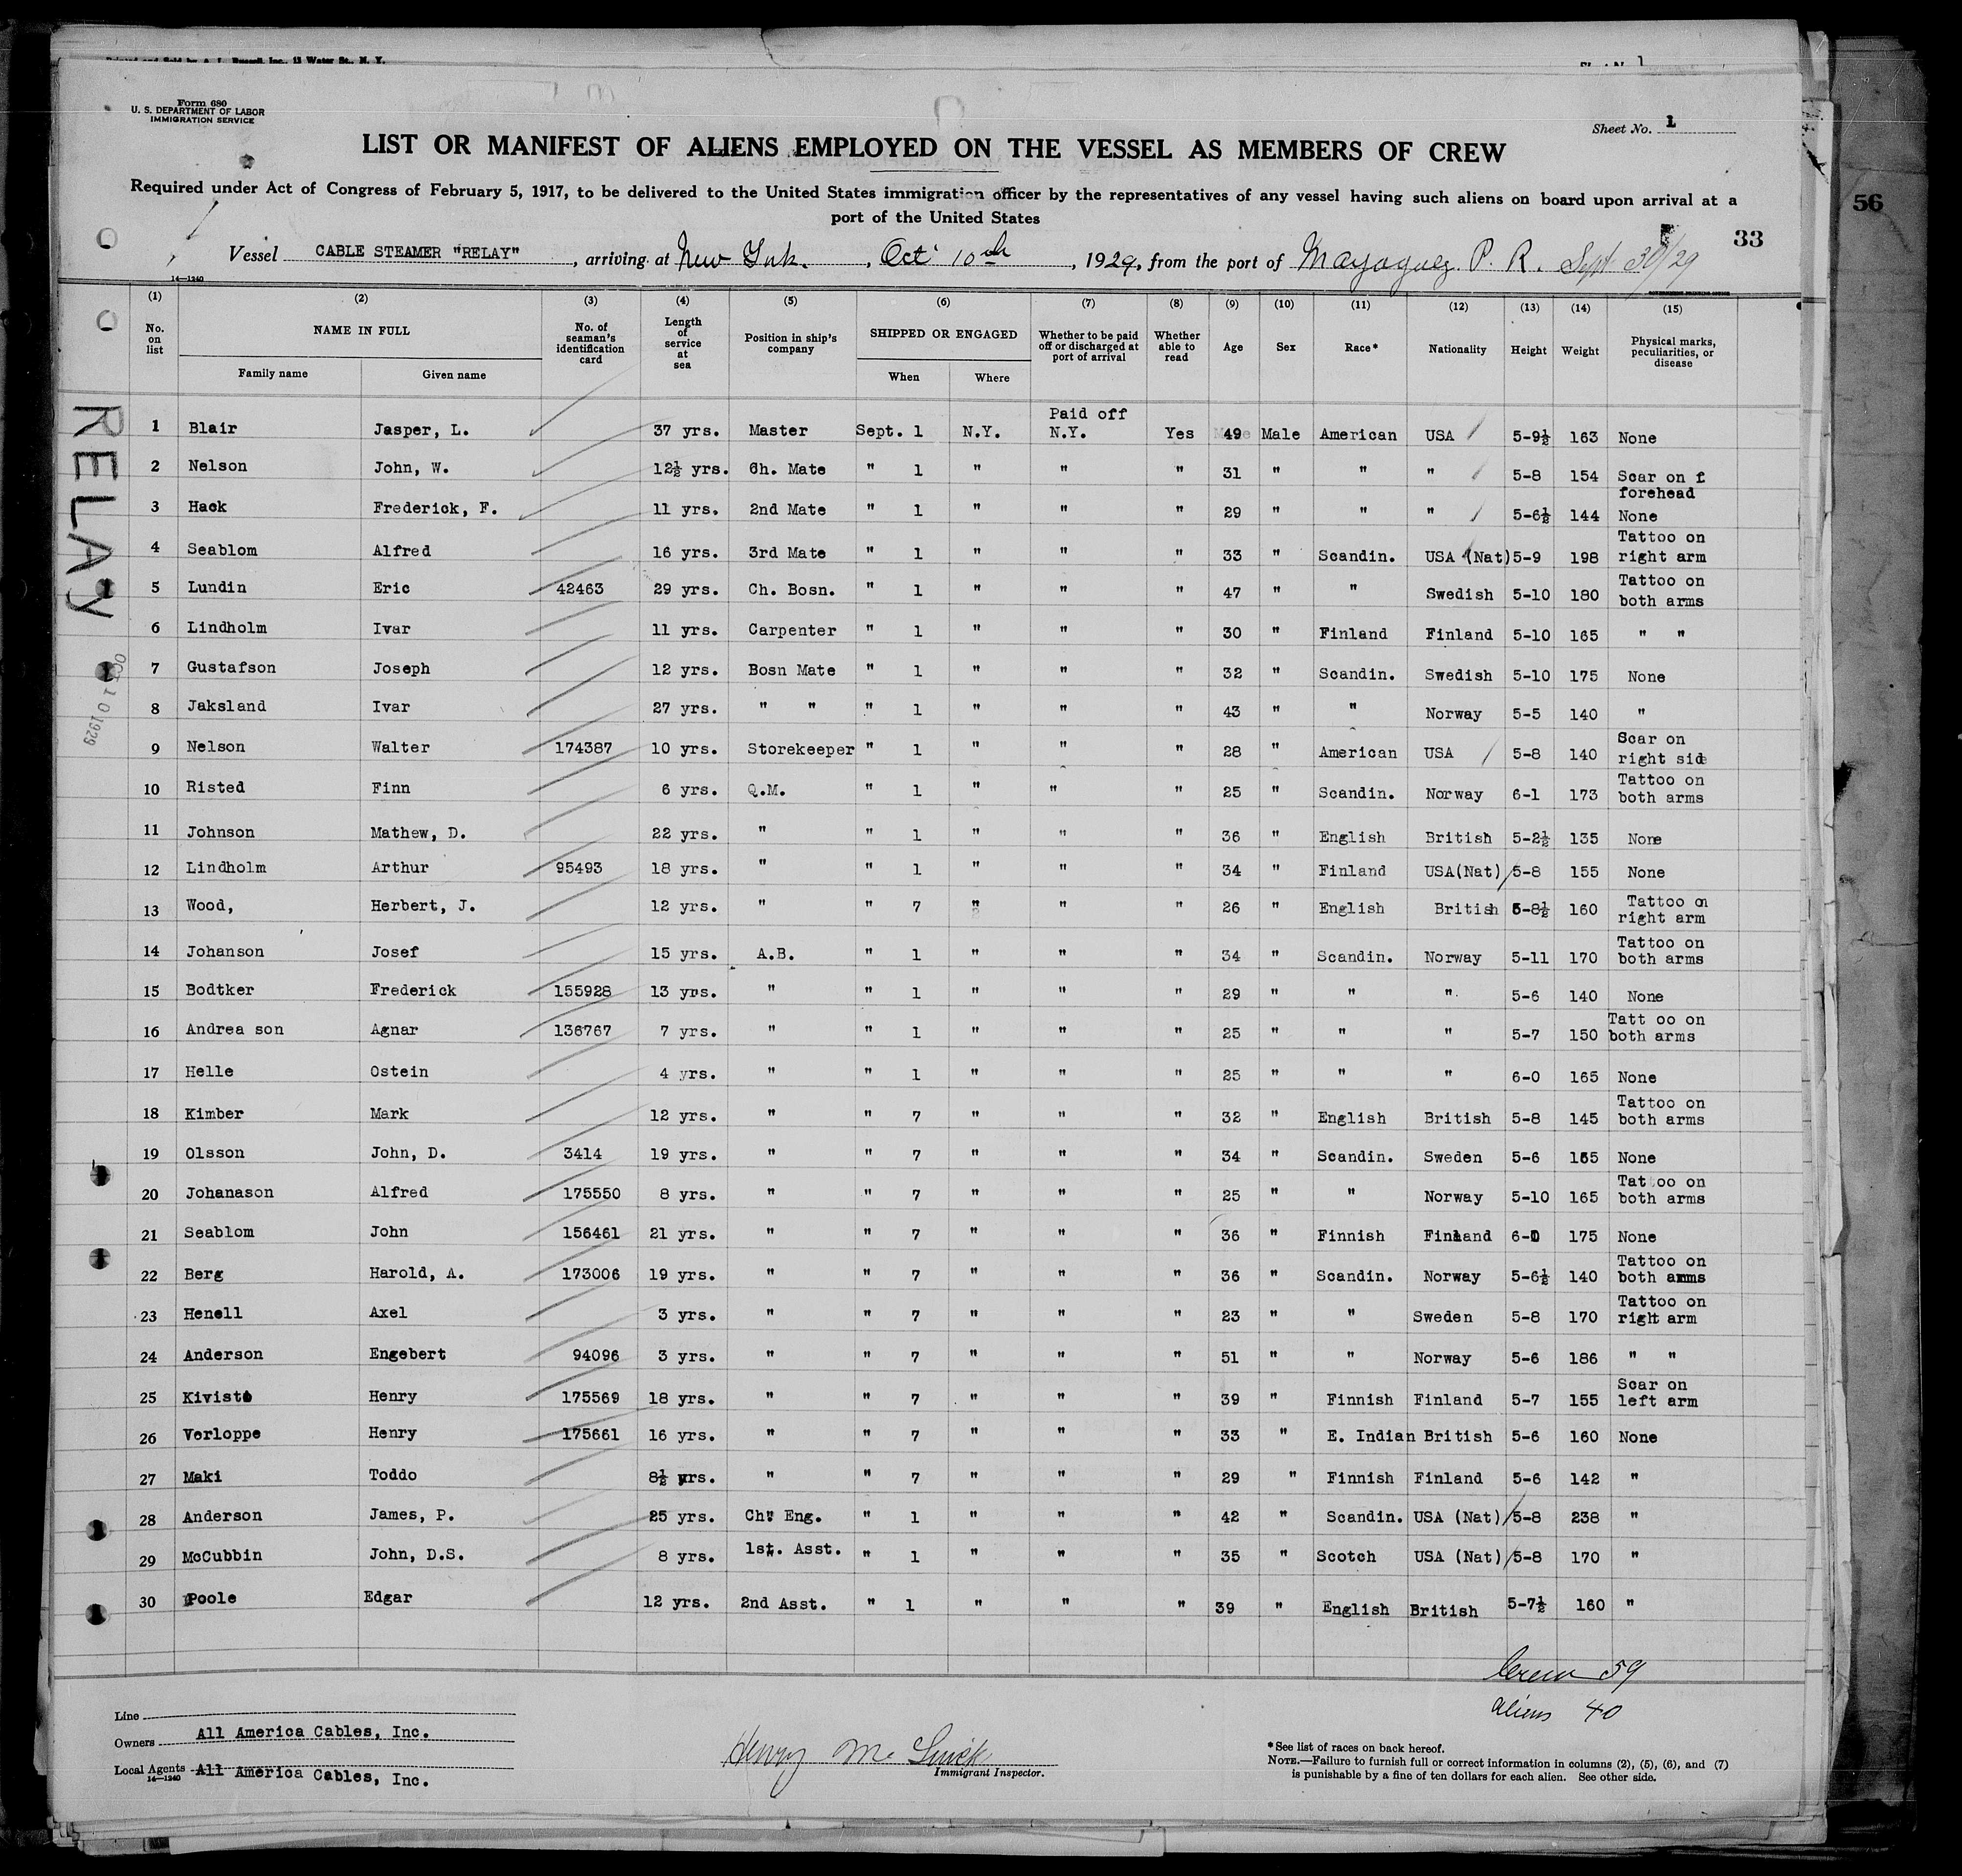 Form 680
U. S. DEPARTMENT OF LABOR
IMMIGRATION SERVICE
Sheet No. 1
LIST OR MANIFEST OF ALIENS EMPLOYED ON THE VESSEL AS MEMBERS OF CREW
Required under Act of Congress of February 5, 1917, to be delivered to the United States immigration officer by the representatives of any vessel having such aliens on board upon arrival at a
port of the United States
56
33
Vessel CABLE STEAMER "RELAY", arriving at New York, Oct 10th, 1929, from the port of Mayaguez P. R. Sept 30/29
14—1240
(1) (2) (3) (4) (5) (6) (7) (8) (9) (10) (11) (12) (13) (14) (15)
No. on list NAME IN FULL Family name Given name No. of seaman's identification card Length of service at sea Position in ship's company SHIPPED OR ENGAGED When Where Whether to be paid off or discharged at port of arrival Whether able to read Age Sex Race* Nationality Height Weight Physical marks, peculiarities, or disease
RELAY
OCT 10 1929
1 Blair Jasper, L. 37 yrs. Master Sept. 1 N.Y. Paid off N.Y. Yes 49 Male American USA 5-9½ 163 None
2 Nelson John, W. 12½ yrs. Ch. Mate " 1 " " " 31 " " " 5-8 154 Scar on f forehead
3 Hack Frederick, F. 11 yrs. 2nd Mate " 1 " " " 29 " " " 5-6½ 144 None
4 Seablom Alfred 16 yrs. 3rd Mate " 1 " " " 33 " Scandin. USA (Nat) 5-9 198 Tattoo on right arm
5 Lundin Eric 42463 29 yrs. Ch. Bosn. " 1 " " " 47 " " Swedish 5-10 180 Tattoo on both arms
6 Lindholm Ivar 11 yrs. Carpenter " 1 " " " 30 " Finland Finland 5-10 165 " "
7 Gustafson Joseph 12 yrs. Bosn Mate " 1 " " " 32 " Scandin. Swedish 5-10 175 None
8 Jaksland Ivar 27 yrs. " " " 1 " " " 43 " " Norway 5-5 140 "
9 Nelson Walter 174387 10 yrs. Storekeeper " 1 " " " 28 " American USA 5-8 140 Scar on right side
10 Risted Finn 6 yrs. Q.M. " 1 " " " 25 " Scandin. Norway 6-1 173 Tattoo on both arms
11 Johnson Mathew, D. 22 yrs. " " 1 " " " 36 " English British 5-2½ 135 None
12 Lindholm Arthur 95493 18 yrs. " " 1 " " " 34 " Finland USA(Nat) 5-8 155 None
13 Wood, Herbert, J. 12 yrs. " " 7 " " " 26 " English British 5-8½ 160 Tattoo on right arm
14 Johanson Josef 15 yrs. A.B. " 1 " " " 34 " Scandin. Norway 5-11 170 Tattoo on both arms
15 Bodtker Frederick 155928 13 yrs. " " 1 " " " 29 " " " 5-6 140 None
16 Andrea son Agnar 136767 7 yrs. " " 1 " " " 25 " " " 5-7 150 Tatt oo on both arms
17 Helle Ostein 4 yrs. " " 1 " " " 25 " " " 6-0 165 None
18 Kimber Mark 12 yrs. " " 7 " " " 32 " English British 5-8 145 Tattoo on both arms
19 Olsson John, D. 3414 19 yrs. " " 7 " " " 34 " Scandin. Sweden 5-6 155 None
20 Johanason Alfred 175550 8 yrs. " " 7 " " " 25 " " Norway 5-10 165 Tattoo on both arms
21 Seablom John 156461 21 yrs. " " 7 " " " 36 " Finnish Finland 6-0 175 None
22 Berg Harold, A. 173006 19 yrs. " " 7 " " " 36 " Scandin. Norway 5-6½ 140 Tattoo on both arms
23 Henell Axel 3 yrs. " " 7 " " " 23 " " Sweden 5-8 170 Tattoo on right arm
24 Anderson Engebert 94096 3 yrs. " " 7 " " " 51 " " Norway 5-6 186 " "
25 Kivisto Henry 175569 18 yrs. " " 7 " " " 39 " Finnish Finland 5-7 155 Scar on left arm
26 Verloppe Henry 175661 16 yrs. " " 7 " " " 33 " E. Indian British 5-6 160 None
27 Maki Toddo 8½ yrs. " " 7 " " " 29 " Finnish Finland 5-6 142 "
28 Anderson James, P. 25 yrs. Ch. Eng. " 1 " " " 42 " Scandin. USA (Nat) 5-8 238 "
29 McCubbin John, D.S. 8 yrs. 1st. Asst. " 1 " " " 35 " Scotch USA (Nat) 5-8 170 "
30 Poole Edgar 12 yrs. 2nd Asst. " 1 " " " 39 " English British 5-7½ 160 "
Crew 59
aliens 40
Line
Owners All America Cables, Inc.
Local Agents All America Cables, Inc.
14—1240
Henry
Immigrant Inspector.
*See list of races on back hereof.
NOTE.—Failure to furnish full or correct information in columns (2), (5), (6), and (7)
is punishable by a fine of ten dollars for each alien. See other side.